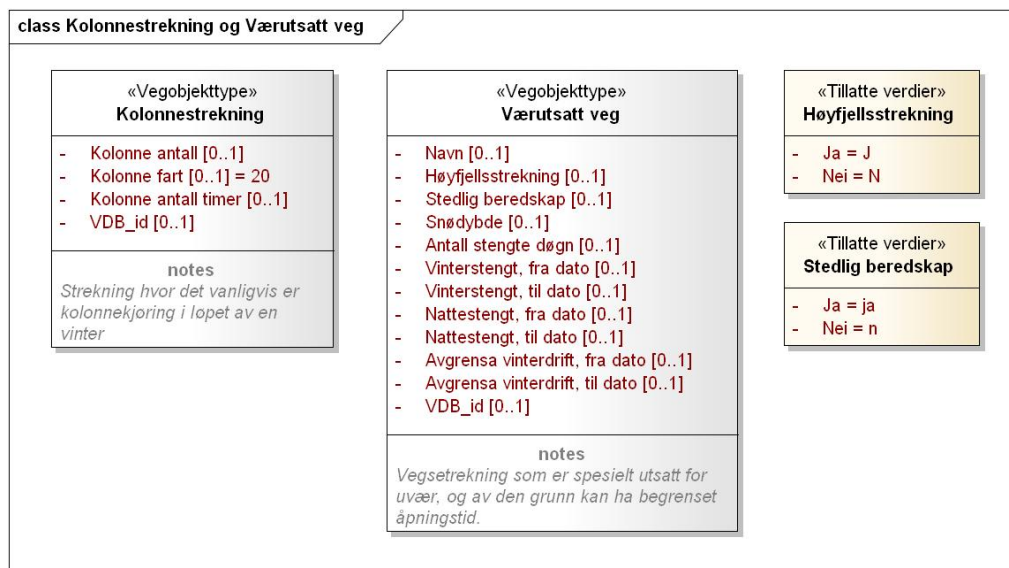 class Kolonnestrekning og Værutsatt veg
«Vegobjekttype»
Kolonnestrekning
- Kolonne antall [0..1]
- Kolonne fart [0..1] = 20
- Kolonne antall timer [0..1]
- VDB_id [0..1]
notes
Strekning hvor det vanligvis er
kolonnekjøring i løpet av en
vinter
«Vegobjekttype»
Værutsatt veg
- Navn [0..1]
- Høyfjellsstrekning [0..1]
- Stedlig beredskap [0..1]
- Snødybde [0..1]
- Antall stengte døgn [0..1]
- Vinterstengt, fra dato [0..1]
- Vinterstengt, til dato [0..1]
- Nattestengt, fra dato [0..1]
- Nattestengt, til dato [0..1]
- Avgrensa vinterdrift, fra dato [0..1]
- Avgrensa vinterdrift, til dato [0..1]
- VDB_id [0..1]
notes
Vegsetrekning som er spesielt utsatt for
uvær, og av den grunn kan ha begrenset
åpningstid.
«Tillatte verdier»
Høyfjellsstrekning
- Ja = J
- Nei = N
«Tillatte verdier»
Stedlig beredskap
- Ja = ja
- Nei = n